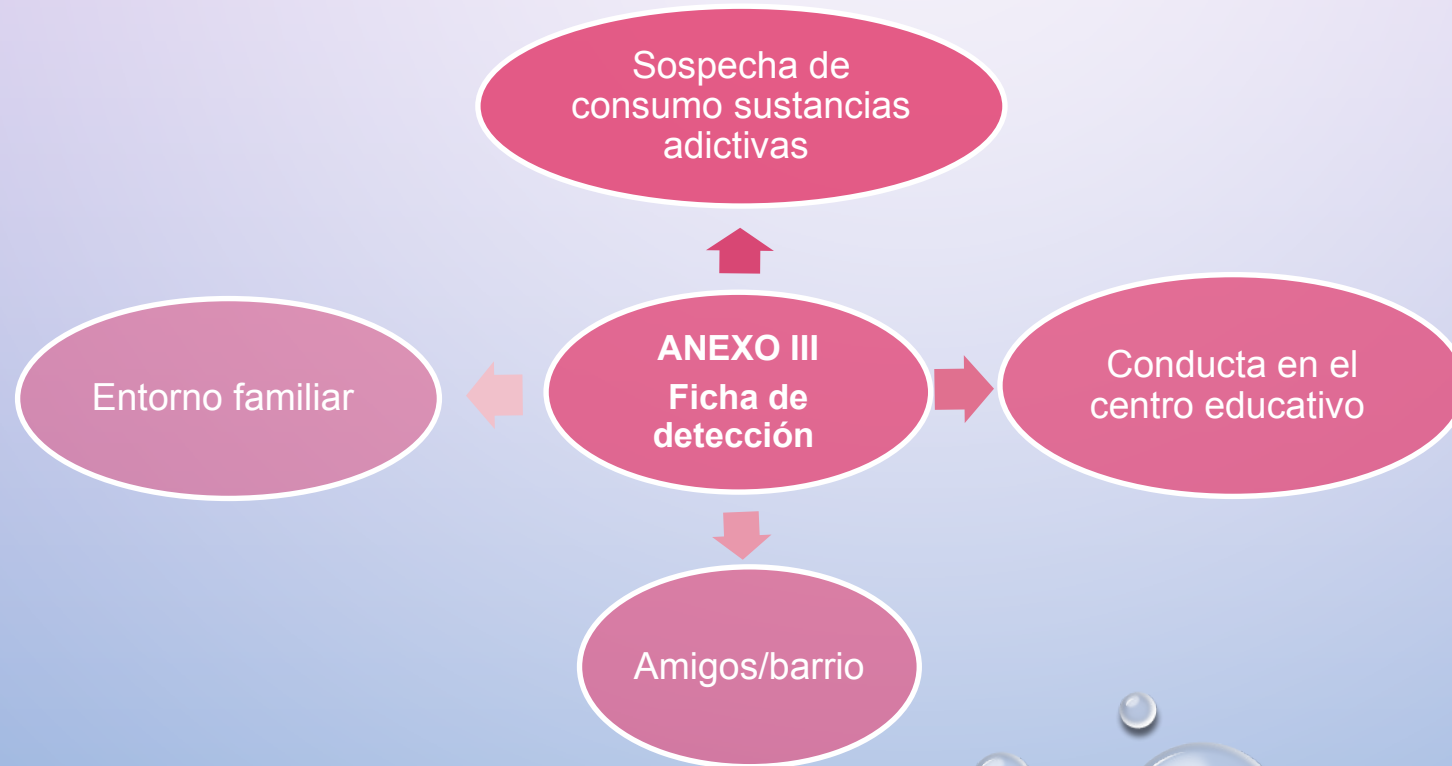 Sospecha de
consumo sustancias
adictivas
Entorno familiar
ANEXO III
Ficha de
detección
Conducta en el
centro educativo
Amigos/barrio